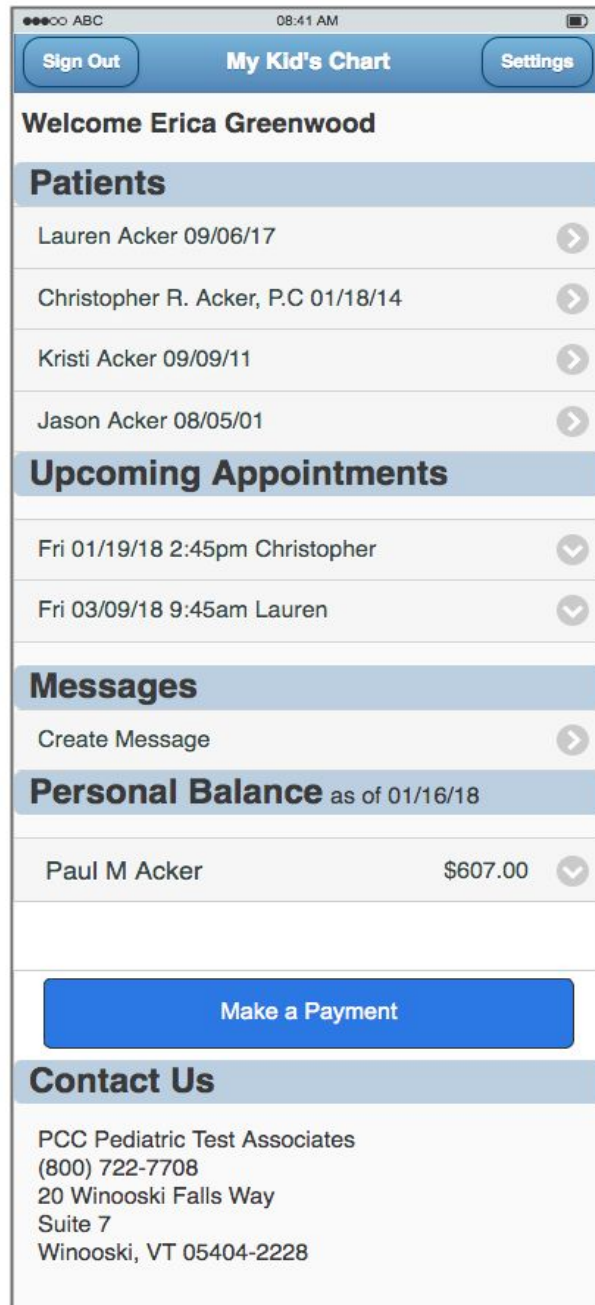 ABC 08:41 AM
Sign Out My Kid's Chart Settings
Welcome Erica Greenwood
Patients
Lauren Acker 09/06/17
Christopher R. Acker, P.C 01/18/14
Kristi Acker 09/09/11
Jason Acker 08/05/01
Upcoming Appointments
Fri 01/19/18 2:45pm Christopher
Fri 03/09/18 9:45am Lauren
Messages
Create Message
Personal Balance as of 01/16/18
Paul M Acker $607.00
Make a Payment
Contact Us
PCC Pediatric Test Associates
(800) 722-7708
20 Winooski Falls Way
Suite 7
Winooski, VT 05404-2228